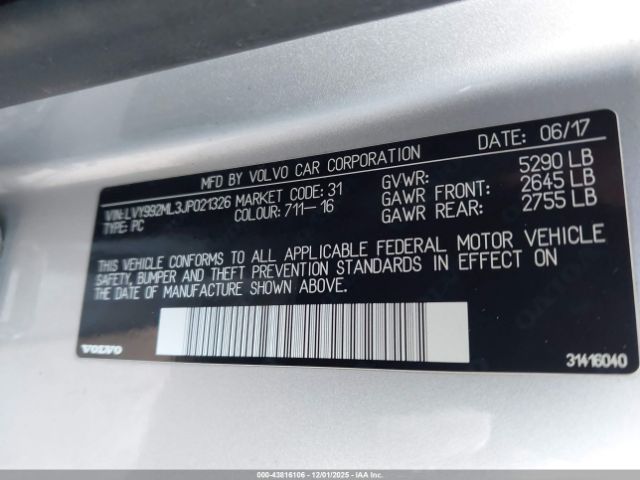 MFD BY VOLVO CAR CORPORATION DATE: 06/17
VIN: LVY992ML3JP021326 MARKET CODE: 31 GVWR: 5290 LB
TYPE: PC COLOUR: 711-16 GAWR FRONT: 2645 LB
GAWR REAR: 2755 LB
THIS VEHICLE CONFORMS TO ALL APPLICABLE FEDERAL MOTOR VEHICLE
SAFETY, BUMPER AND THEFT PREVENTION STANDARDS IN EFFECT ON
THE DATE OF MANUFACTURE SHOWN ABOVE.
VOLVO 31416040
000-43816106 - 12/01/2025 - IAACARS.INC